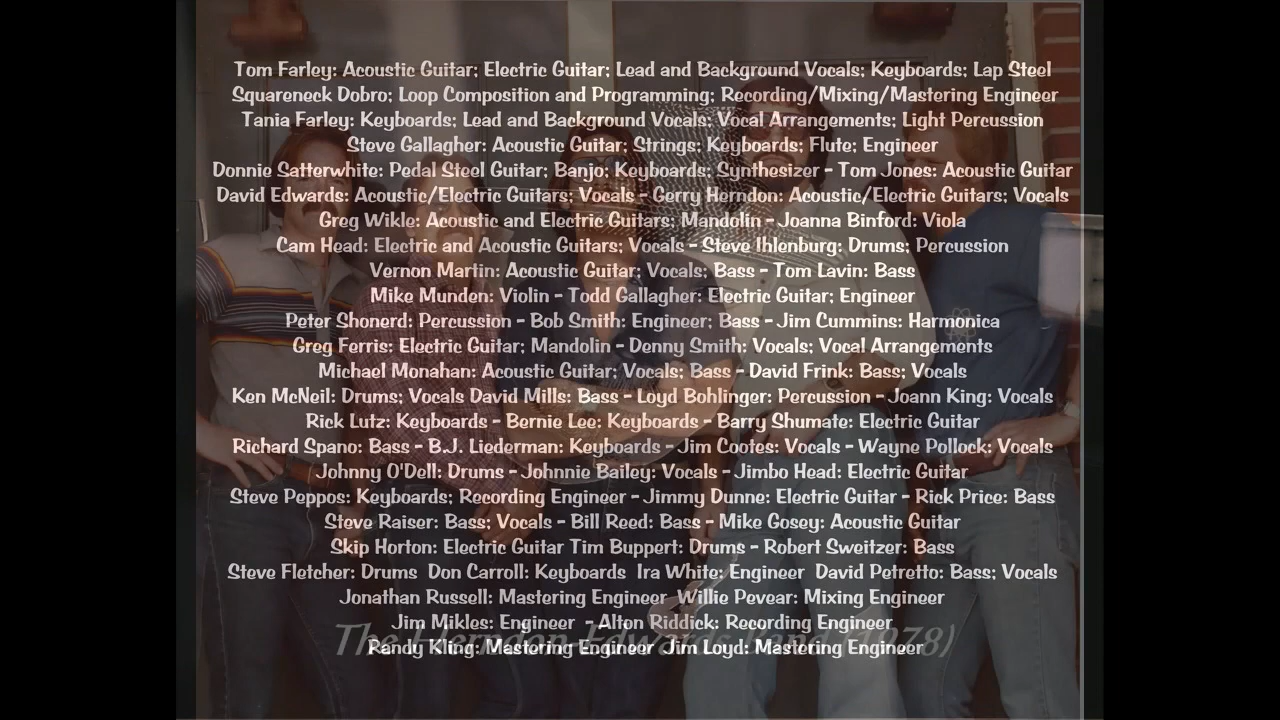 Tom Farley: Acoustic Guitar; Electric Guitar; Lead and Background Vocals; Keyboards; Lap Steel
Squareneck Dobro; Loop Composition and Programming; Recording/Mixing/Mastering Engineer
Tania Farley: Keyboards; Lead and Background Vocals; Vocal Arrangements; Light Percussion
Steve Gallagher: Acoustic Guitar; Strings; Keyboards; Flute; Engineer
Donnie Satterwhite: Pedal Steel Guitar; Banjo; Keyboards; Synthesizer - Tom Jones: Acoustic Guitar
David Edwards: Acoustic/Electric Guitars; Vocals - Gerry Herndon: Acoustic/Electric Guitars; Vocals
Greg Wikle: Acoustic and Electric Guitars; Mandolin - Joanna Binford: Viola
Cam Head: Electric and Acoustic Guitars; Vocals - Steve Ihlenburg: Drums; Percussion
Vernon Martin: Acoustic Guitar; Vocals; Bass - Tom Lavin: Bass
Mike Munden: Violin - Todd Gallagher: Electric Guitar; Engineer
Peter Shonerd: Percussion - Bob Smith: Engineer; Bass - Jim Cummins: Harmonica
Greg Ferris: Electric Guitar; Mandolin - Denny Smith: Vocals; Vocal Arrangements
Michael Monahan: Acoustic Guitar; Vocals; Bass - David Frink: Bass; Vocals
Ken McNeil: Drums; Vocals David Mills: Bass - Loyd Bohlinger: Percussion - Joann King: Vocals
Rick Lutz: Keyboards - Bernie Lee: Keyboards - Barry Shumate: Electric Guitar
Richard Spano: Bass - B.J. Liederman: Keyboards - Jim Cootes: Vocals - Wayne Pollock: Vocals
Johnny O'Dell: Drums - Johnnie Bailey: Vocals - Jimbo Head: Electric Guitar
Steve Peppos: Keyboards; Recording Engineer - Jimmy Dunne: Electric Guitar - Rick Price: Bass
Steve Raiser: Bass; Vocals - Bill Reed: Bass - Mike Gosey: Acoustic Guitar
Skip Horton: Electric Guitar Tim Buppert: Drums - Robert Sweitzer: Bass
Steve Fletcher: Drums Don Carroll: Keyboards Ira White: Engineer David Petretto: Bass; Vocals
Jonathan Russell: Mastering Engineer Willie Pevear: Mixing Engineer
Jim Mikles: Engineer - Alton Riddick: Recording Engineer
The Herndon-Edwards Band (1978)
Randy Kling: Mastering Engineer Jim Loyd: Mastering Engineer